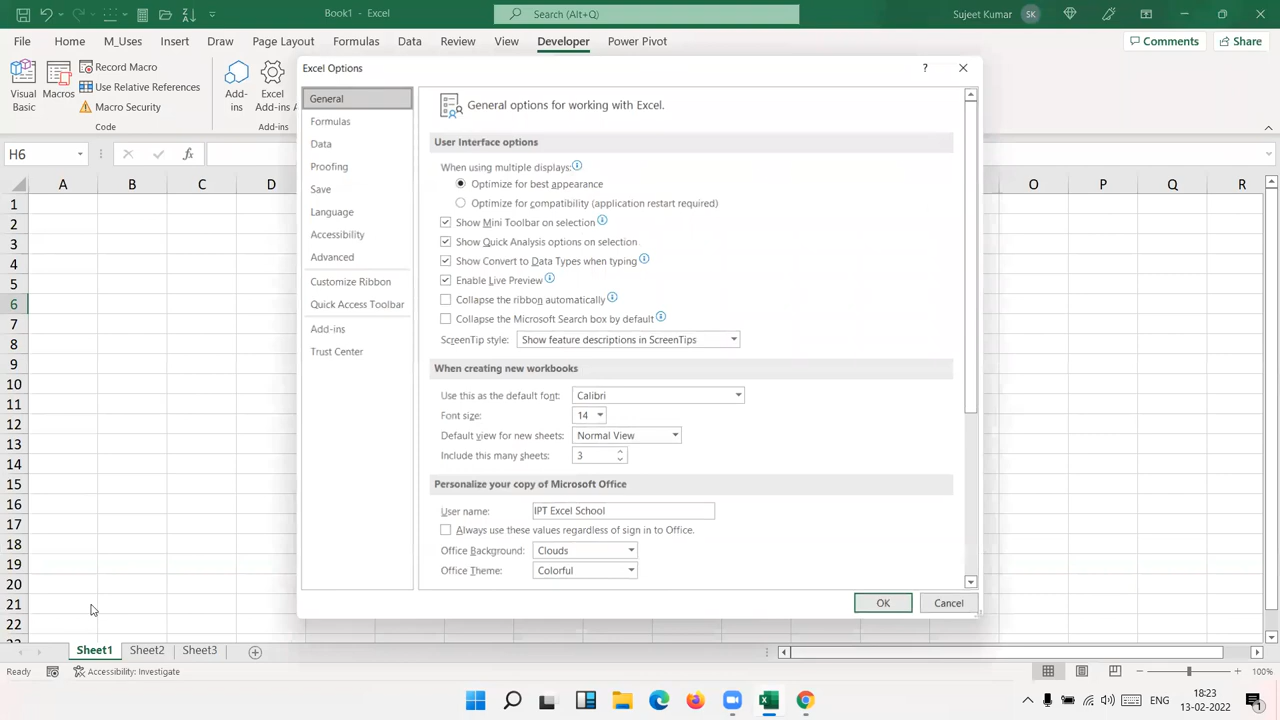 Book1 - Excel
Search (Alt+Q)
Sujeet Kumar
SK
File Home M_Uses Insert Draw Page Layout Formulas Data Review View Developer Power Pivot
Comments
Share
Visual Basic
Macros
Record Macro
Use Relative References
Macro Security
Code
Add-ins
Excel Add-ins
Add-ins
H6
fx
A B C D O P Q R
1
2
3
4
5
6
7
8
9
10
11
12
13
14
15
16
17
18
19
20
21
22
Excel Options
?
General
Formulas
Data
Proofing
Save
Language
Accessibility
Advanced
Customize Ribbon
Quick Access Toolbar
Add-ins
Trust Center
General options for working with Excel.
User Interface options
When using multiple displays:
Optimize for best appearance
Optimize for compatibility (application restart required)
Show Mini Toolbar on selection
Show Quick Analysis options on selection
Show Convert to Data Types when typing
Enable Live Preview
Collapse the ribbon automatically
Collapse the Microsoft Search box by default
ScreenTip style: Show feature descriptions in ScreenTips
When creating new workbooks
Use this as the default font: Calibri
Font size: 14
Default view for new sheets: Normal View
Include this many sheets: 3
Personalize your copy of Microsoft Office
User name: IPT Excel School
Always use these values regardless of sign in to Office.
Office Background: Clouds
Office Theme: Colorful
OK
Cancel
Sheet1 Sheet2 Sheet3
Ready
Accessibility: Investigate
100%
ENG
18:23
13-02-2022
1